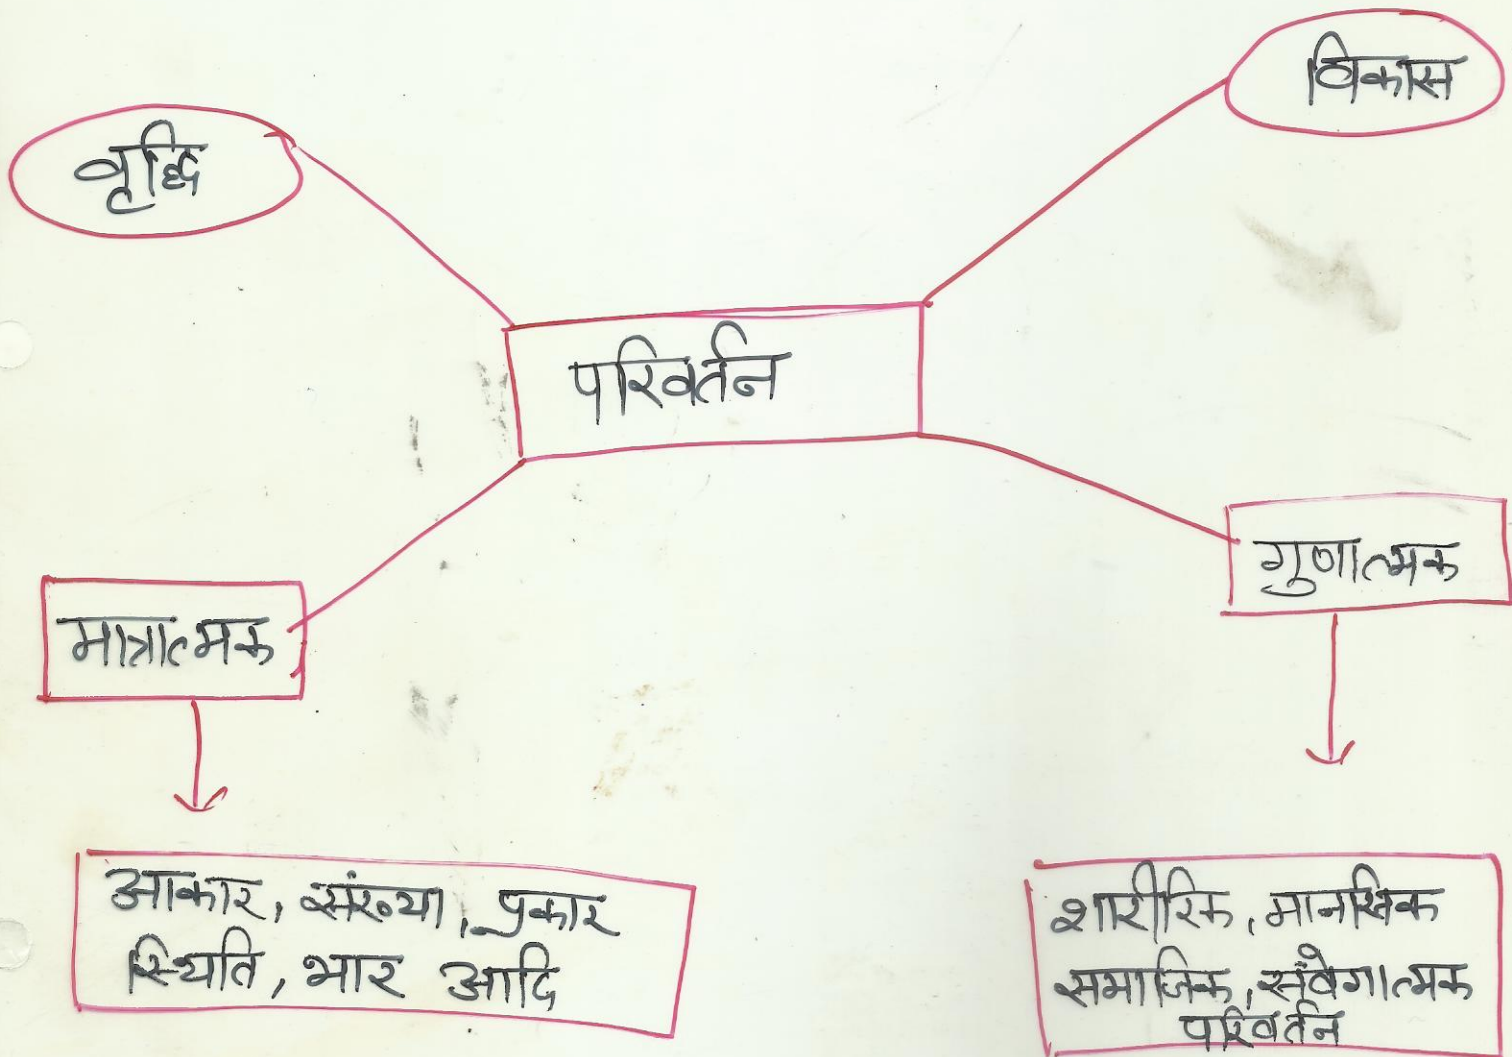 विकास
वृद्धि
परिवर्तन
गुणात्मक
मात्रात्मक
आकार, संख्या, प्रकार
स्थिति, भार आदि
शारीरिक, मानसिक
समाजिक, संवेगात्मक
परिवर्तन